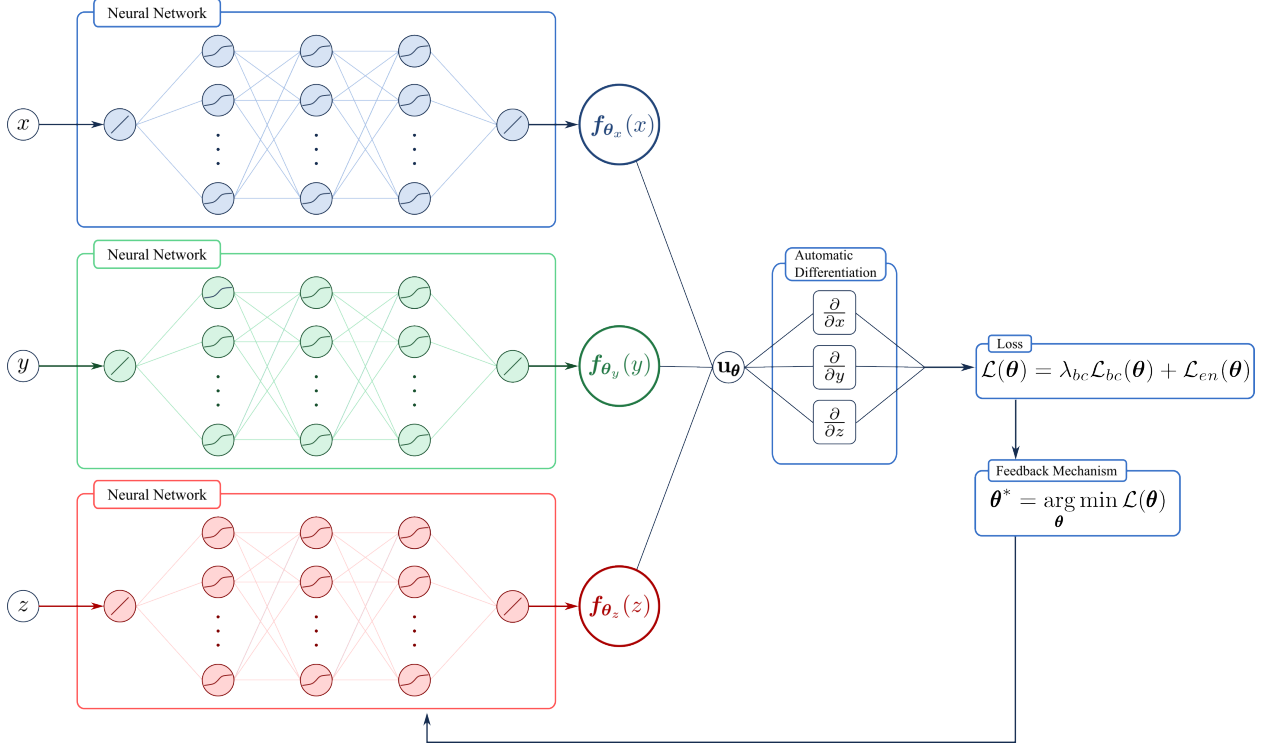 Neural Network
x
f_{θ_x}(x)
Neural Network
y
f_{θ_y}(y)
Neural Network
z
f_{θ_z}(z)
u_θ
Automatic
Differentiation
∂/∂x
∂/∂y
∂/∂z
Loss
ℒ(θ) = λ_{bc}ℒ_{bc}(θ) + ℒ_{en}(θ)
Feedback Mechanism
θ* = arg min ℒ(θ)
θ